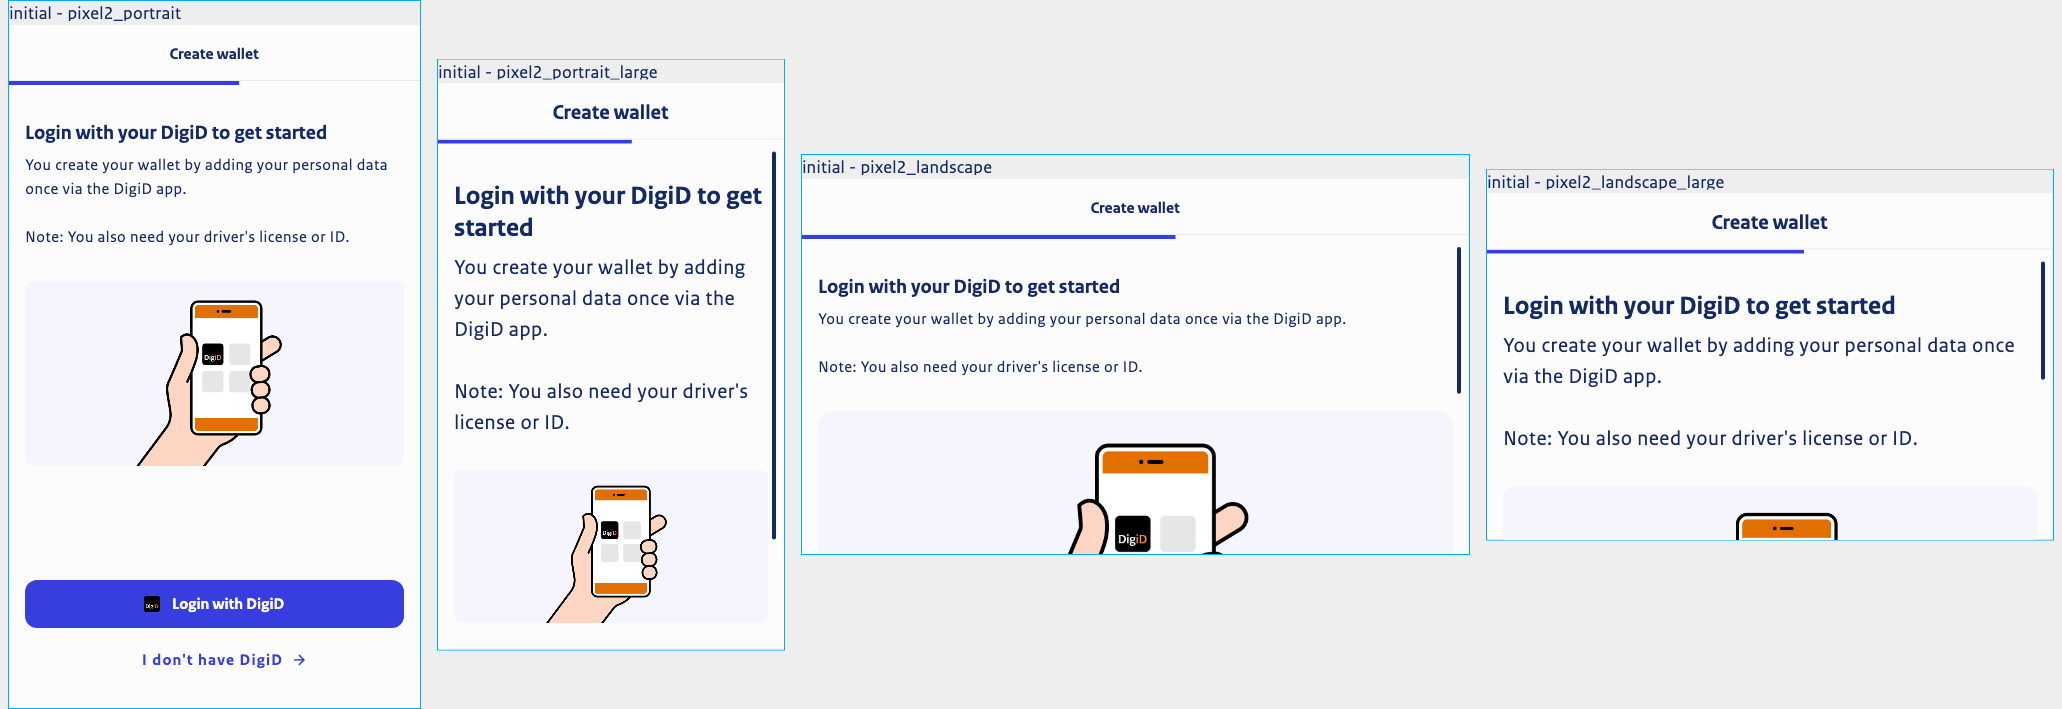 initial - pixel2_portrait
Create wallet
Login with your DigiD to get started
You create your wallet by adding your personal data
once via the DigiD app.
Note: You also need your driver's license or ID.
DigiD
DigiD
Login with DigiD
I don't have DigiD →
initial - pixel2_portrait_large
Create wallet
Login with your DigiD to get
started
You create your wallet by adding
your personal data once via the
DigiD app.
Note: You also need your driver's
license or ID.
DigiD
initial - pixel2_landscape
Create wallet
Login with your DigiD to get started
You create your wallet by adding your personal data once via the DigiD app.
Note: You also need your driver's license or ID.
DigiD
initial - pixel2_landscape_large
Create wallet
Login with your DigiD to get started
You create your wallet by adding your personal data once
via the DigiD app.
Note: You also need your driver's license or ID.